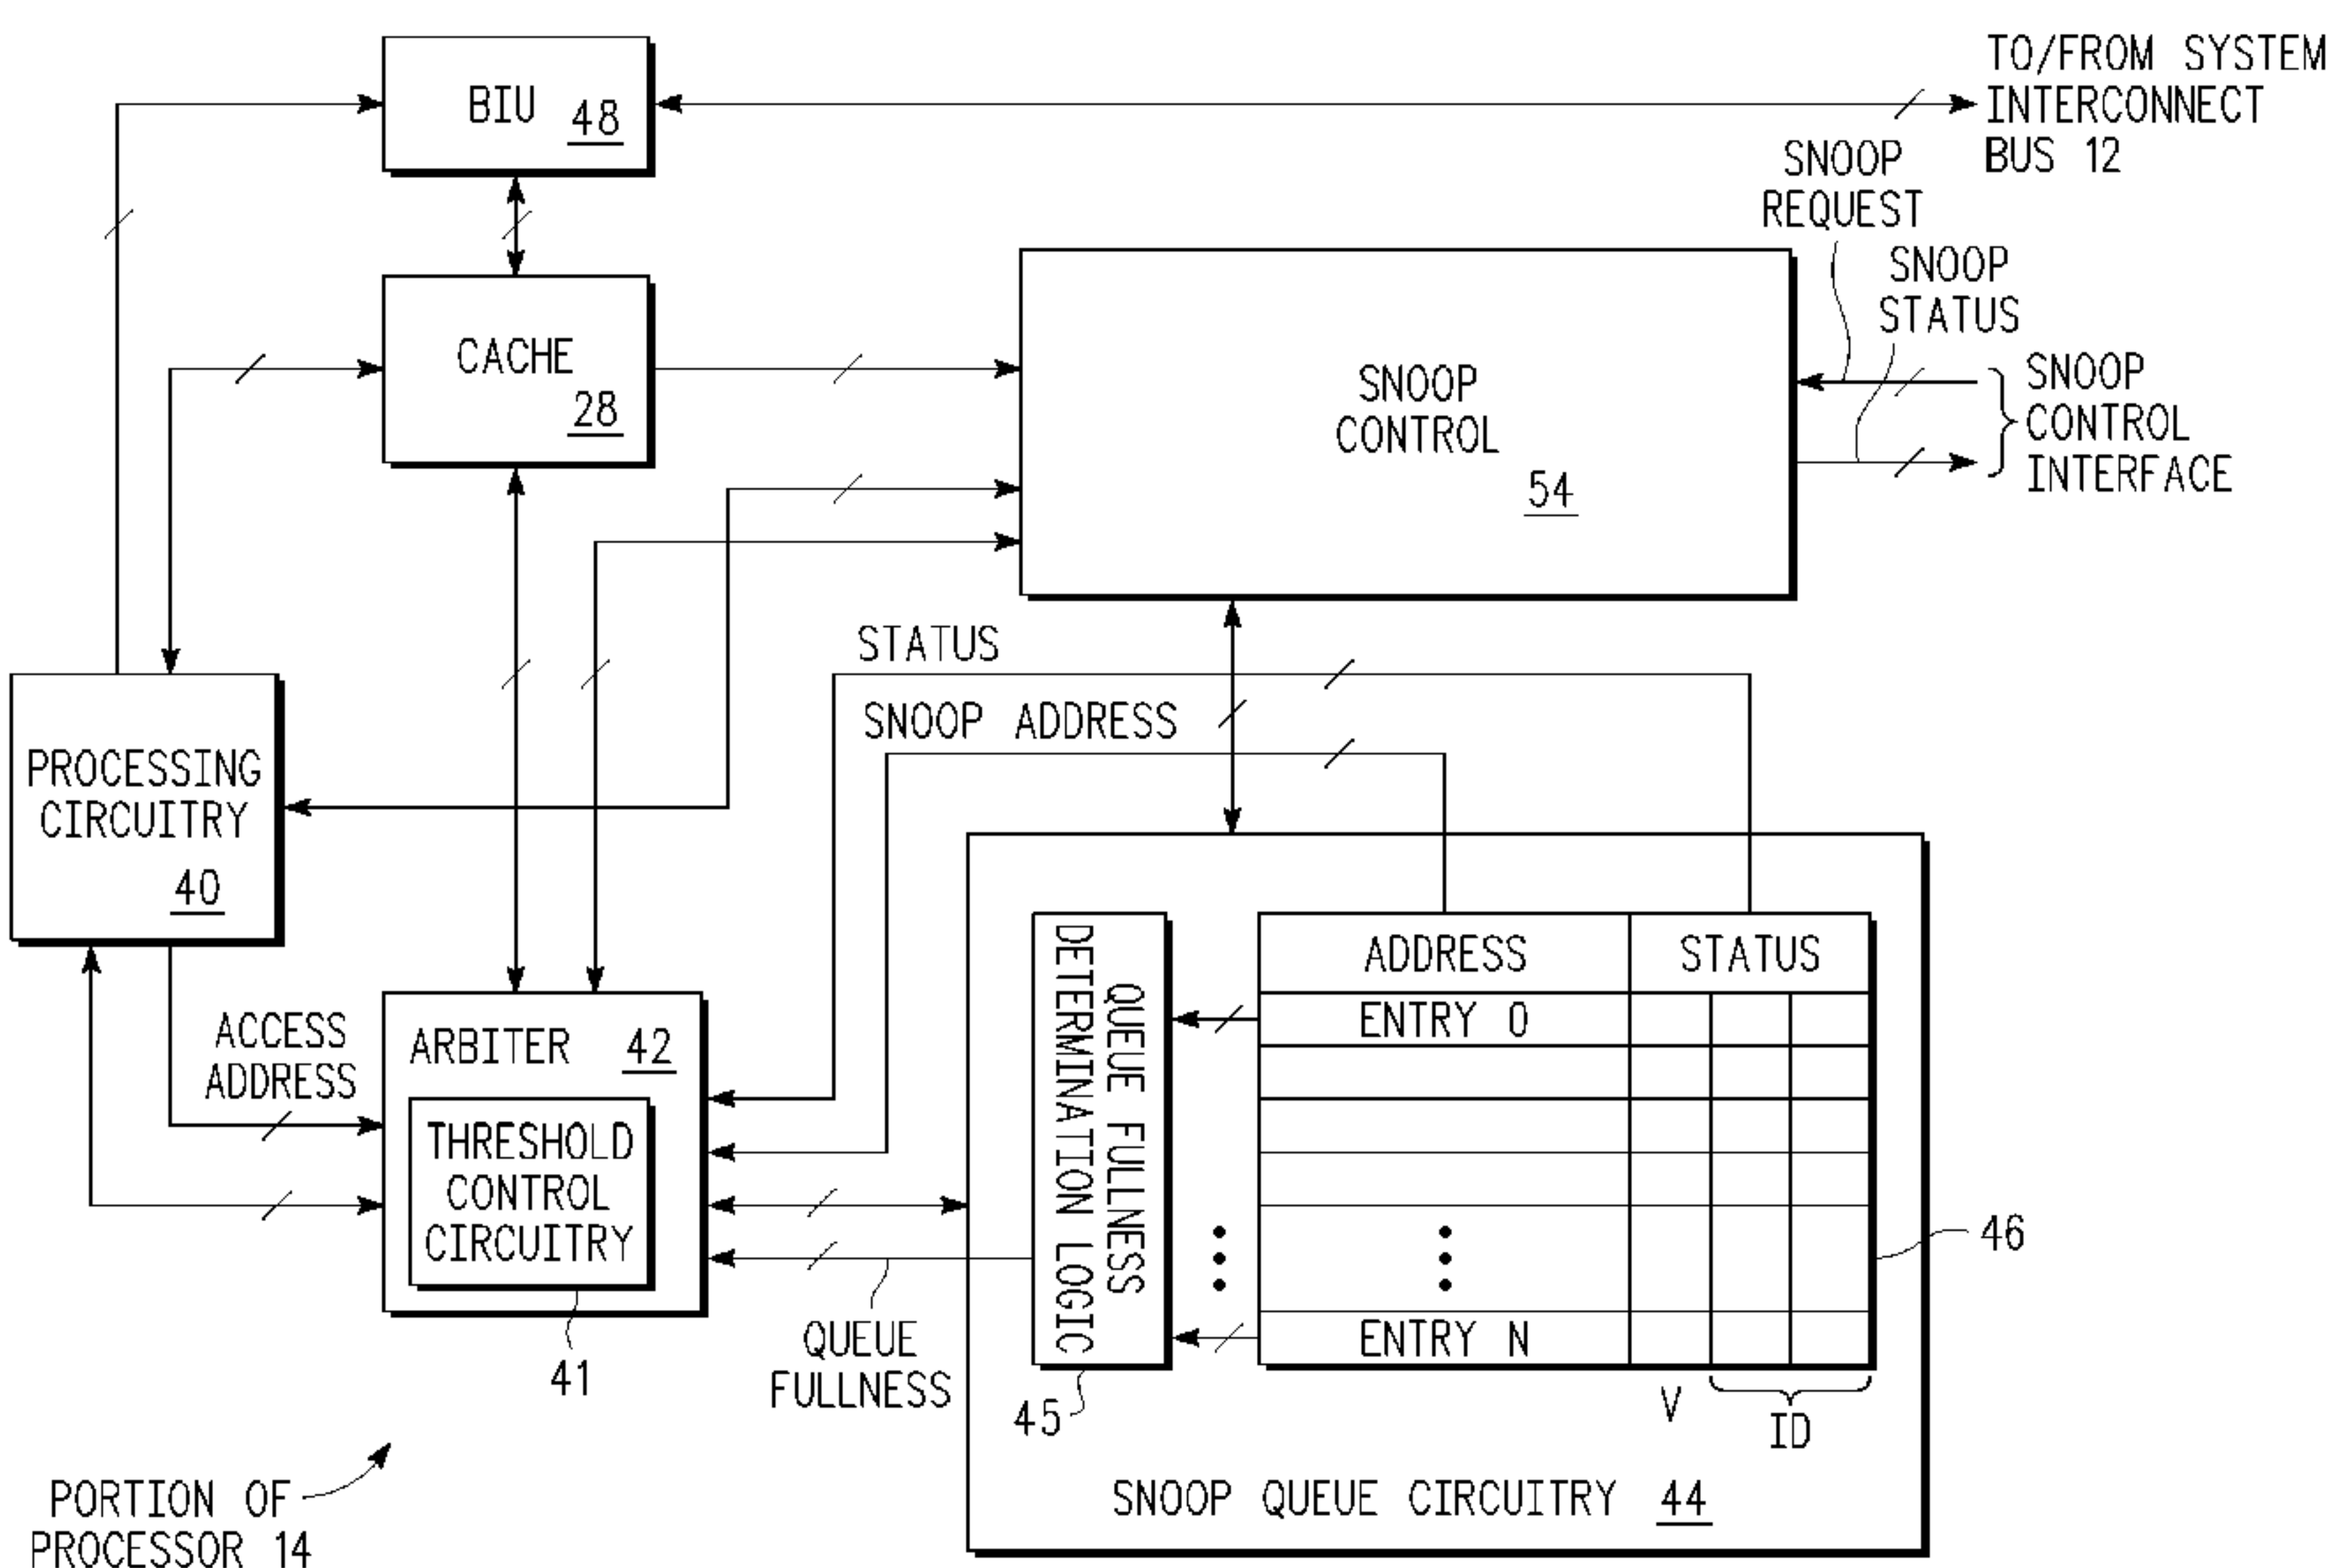 TO/FROM SYSTEM
INTERCONNECT
BUS 12
BIU 48
SNOOP
REQUEST
SNOOP
STATUS
SNOOP
CONTROL
INTERFACE
CACHE
28
SNOOP
CONTROL
54
STATUS
SNOOP ADDRESS
PROCESSING
CIRCUITRY
40
ACCESS
ADDRESS
ARBITER 42
THRESHOLD
CONTROL
CIRCUITRY
41
QUEUE
FULLNESS
QUEUE FULLNESS
DETERMINATION LOGIC
45
ADDRESS STATUS
ENTRY 0
ENTRY N
46
V
ID
SNOOP QUEUE CIRCUITRY 44
PORTION OF
PROCESSOR 14